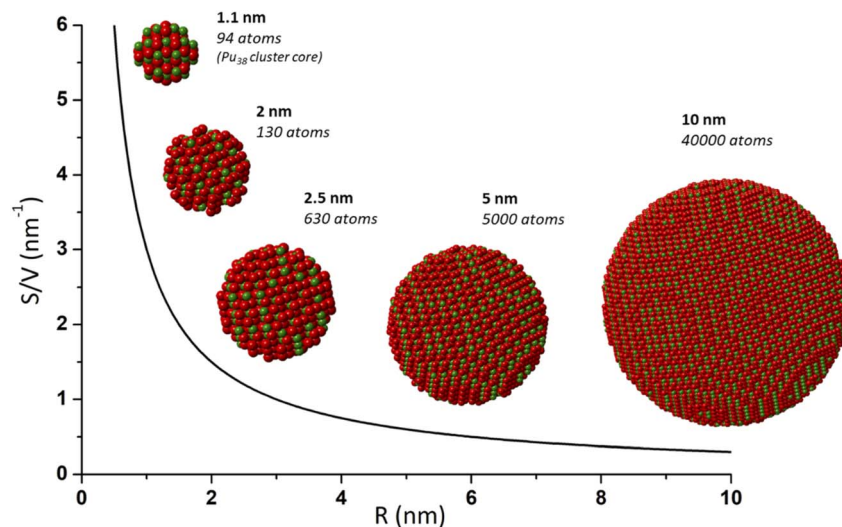 1.1 nm
94 atoms
(Pu₃₈ cluster core)
2 nm
130 atoms
2.5 nm
630 atoms
5 nm
5000 atoms
10 nm
40000 atoms
S/V (nm⁻¹)
6
5
4
3
2
1
0
0 2 4 6 8 10
R (nm)